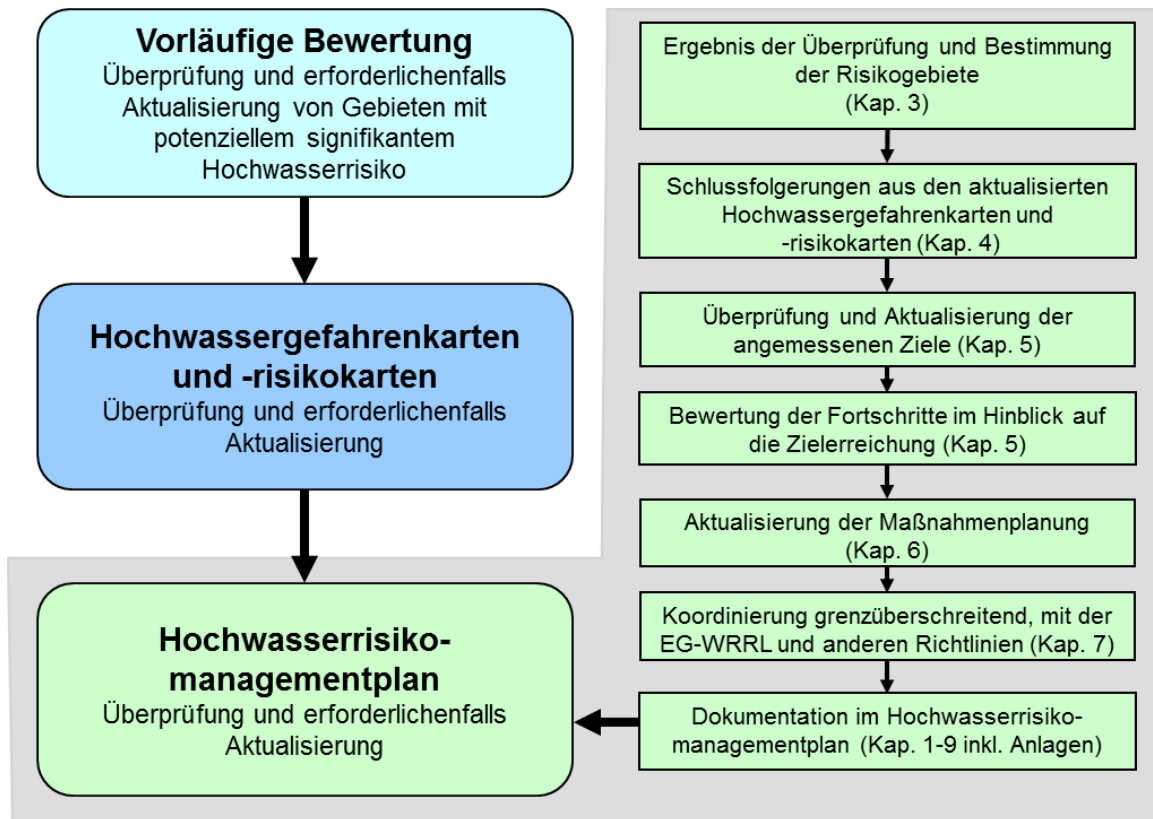 Vorläufige Bewertung
Überprüfung und erforderlichenfalls
Aktualisierung von Gebieten mit
potenziellem signifikantem
Hochwasserrisiko
Hochwassergefahrenkarten
und -risikokarten
Überprüfung und erforderlichenfalls
Aktualisierung
Hochwasserrisiko-
managementplan
Überprüfung und erforderlichenfalls
Aktualisierung
Ergebnis der Überprüfung und Bestimmung
der Risikogebiete
(Kap. 3)
Schlussfolgerungen aus den aktualisierten
Hochwassergefahrenkarten und
-risikokarten (Kap. 4)
Überprüfung und Aktualisierung der
angemessenen Ziele (Kap. 5)
Bewertung der Fortschritte im Hinblick auf
die Zielerreichung (Kap. 5)
Aktualisierung der Maßnahmenplanung
(Kap. 6)
Koordinierung grenzüberschreitend, mit der
EG-WRRL und anderen Richtlinien (Kap. 7)
Dokumentation im Hochwasserrisiko-
managementplan (Kap. 1-9 inkl. Anlagen)